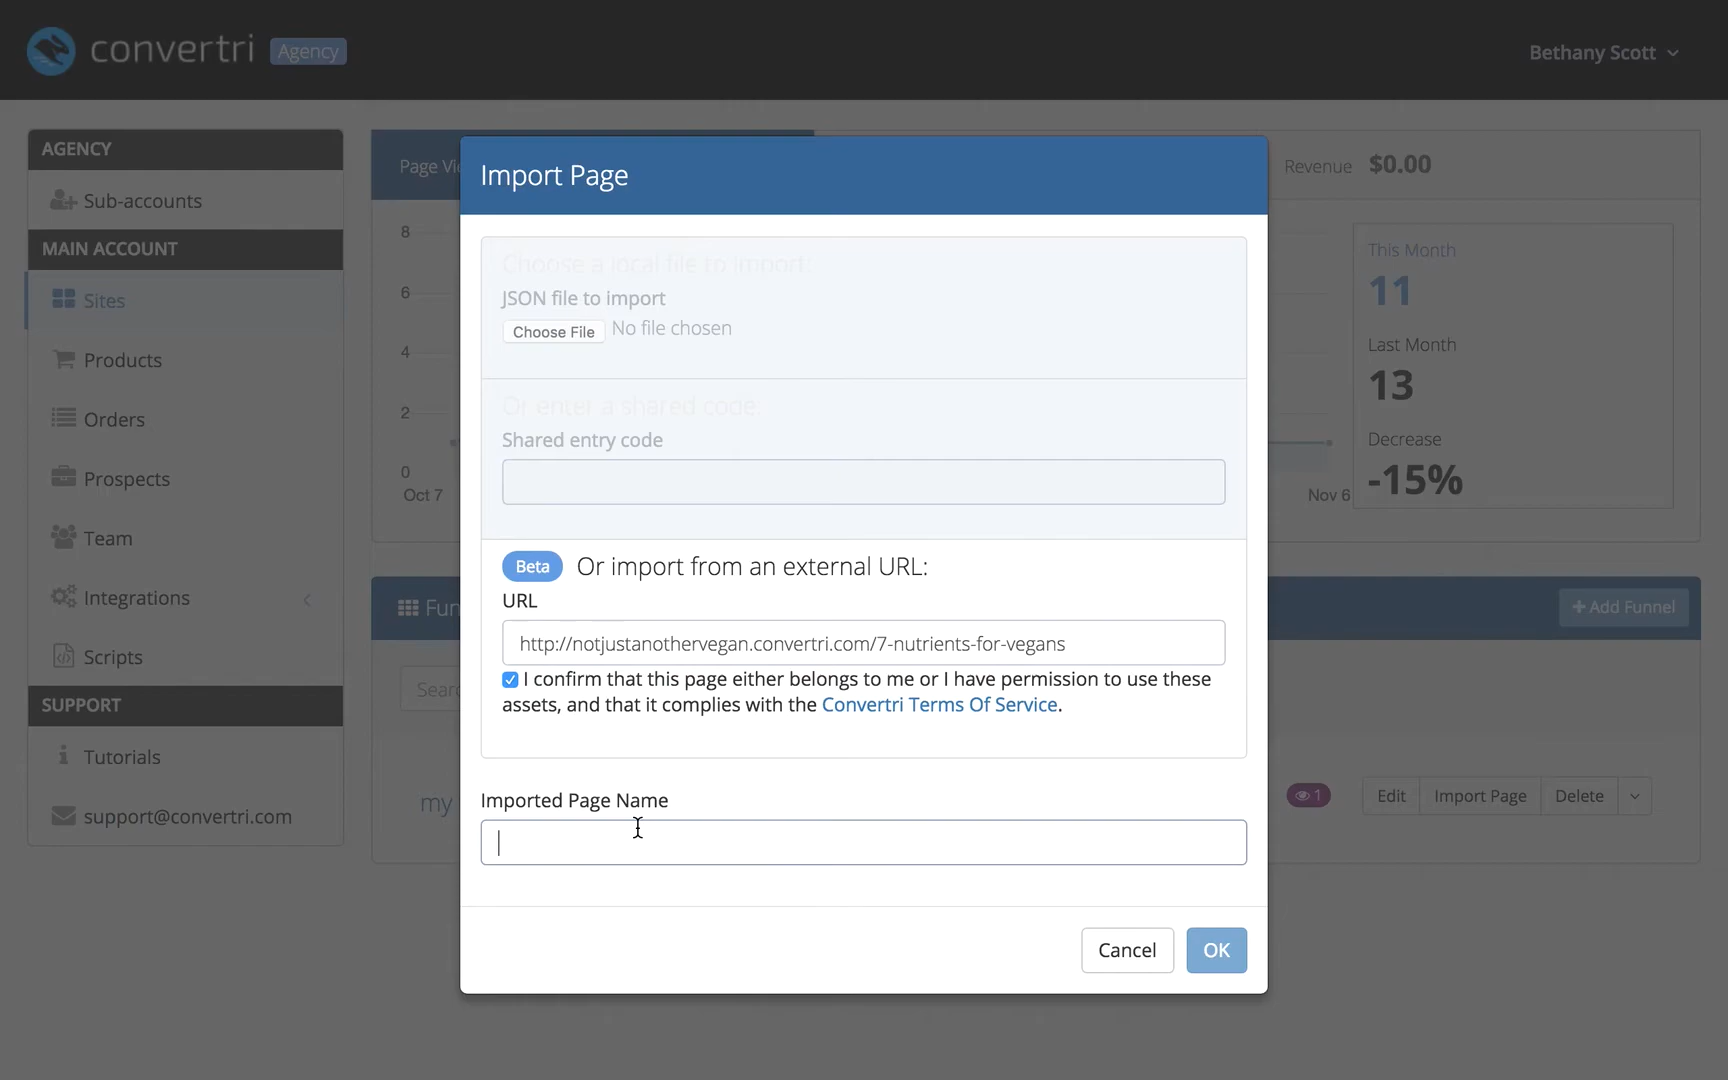 convertri Agency
Bethany Scott
AGENCY
Sub-accounts
MAIN ACCOUNT
Sites
Products
Orders
Prospects
Team
Integrations
Scripts
SUPPORT
Tutorials
support@convertri.com
Page Vi
Revenue $0.00
8
6
4
2
0
Oct 7
Nov 6
This Month
11
Last Month
13
Decrease
-15%
Fun
+ Add Funnel
Sear
my
1
Edit
Import Page
Delete
Import Page
Choose a local file to import:
JSON file to import
Choose File No file chosen
Or enter a shared code:
Shared entry code
Beta Or import from an external URL:
URL
http://notjustanothervegan.convertri.com/7-nutrients-for-vegans
I confirm that this page either belongs to me or I have permission to use these
assets, and that it complies with the Convertri Terms Of Service.
Imported Page Name
Cancel
OK